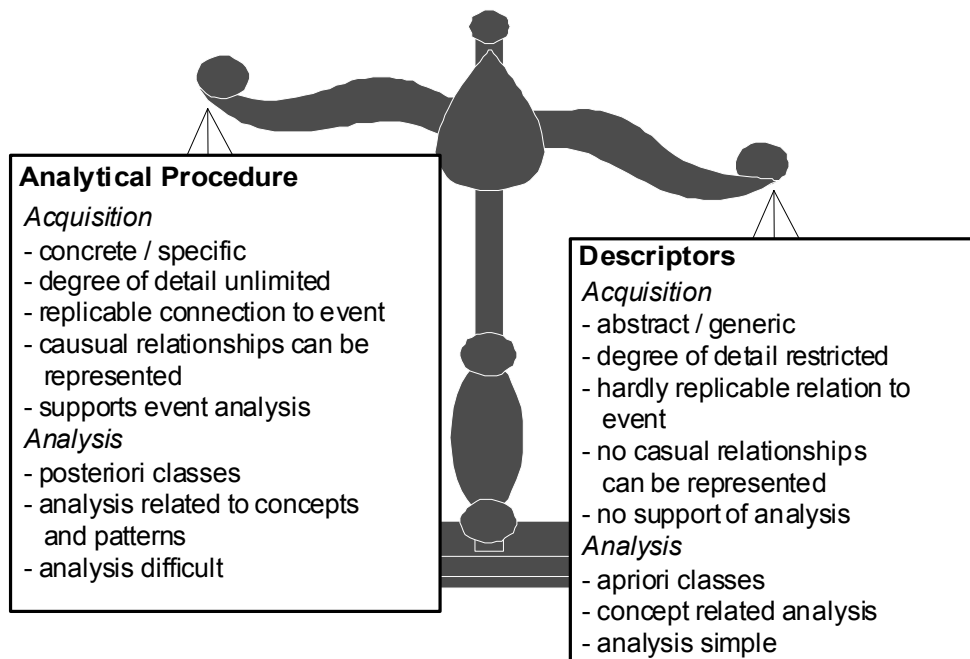 Analytical Procedure
Acquisition
- concrete / specific
- degree of detail unlimited
- replicable connection to event
- causual relationships can be
represented
- supports event analysis
Analysis
- posteriori classes
- analysis related to concepts
and patterns
- analysis difficult
Descriptors
Acquisition
- abstract / generic
- degree of detail restricted
- hardly replicable relation to
event
- no casual relationships
can be represented
- no support of analysis
Analysis
- apriori classes
- concept related analysis
- analysis simple